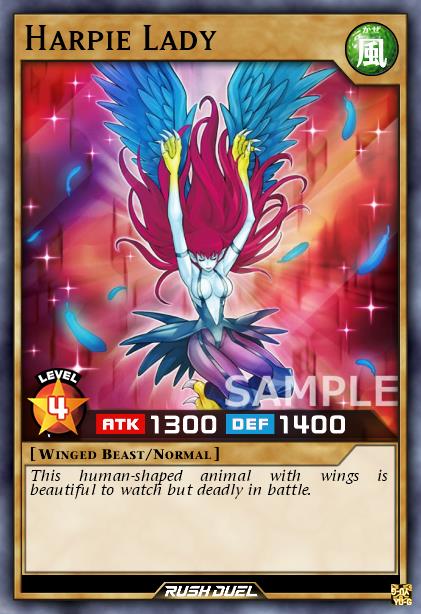 Harpie Lady
かぜ
風
SAMPLE
LEVEL
4
ATK 1300 DEF 1400
[Winged Beast/Normal]
This human-shaped animal with wings is
beautiful to watch but deadly in battle.
RUSH DUEL